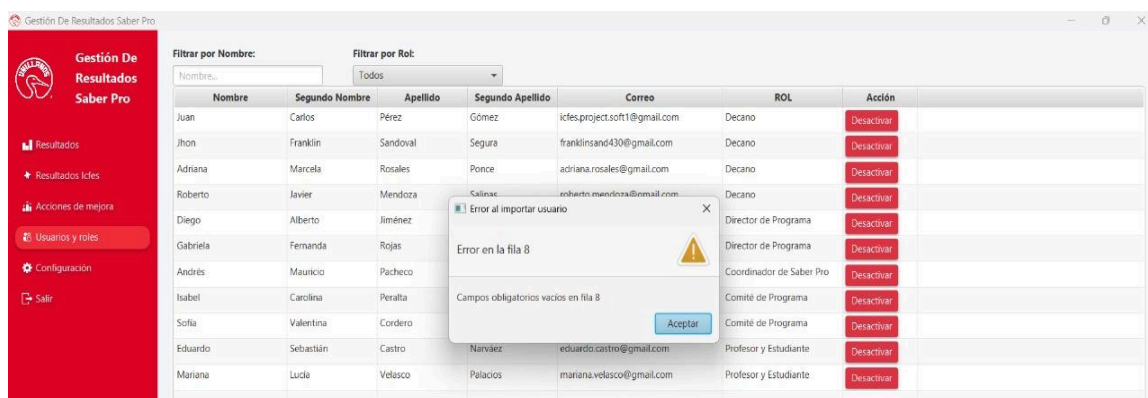 Gestión De Resultados Saber Pro
UNILLANOS
Gestión De
Resultados
Saber Pro
Resultados
Resultados Icfes
Acciones de mejora
Usuarios y roles
Configuración
Salir
Filtrar por Nombre: Filtrar por Rol:
Nombre... Todos
Nombre Segundo Nombre Apellido Segundo Apellido Correo ROL Acción
Juan Carlos Pérez Gómez icfes.project.soft1@gmail.com Decano Desactivar
Jhon Franklin Sandoval Segura franklinsand430@gmail.com Decano Desactivar
Adriana Marcela Rosales Ponce adriana.rosales@gmail.com Decano Desactivar
Roberto Javier Mendoza Salinas roberto.mendoza@gmail.com Decano Desactivar
Diego Alberto Jiménez Director de Programa Desactivar
Gabriela Fernanda Rojas Director de Programa Desactivar
Andrés Mauricio Pacheco Coordinador de Saber Pro Desactivar
Isabel Carolina Peralta Comité de Programa Desactivar
Sofía Valentina Cordero Comité de Programa Desactivar
Eduardo Sebastián Castro Narváez eduardo.castro@gmail.com Profesor y Estudiante Desactivar
Mariana Lucía Velasco Palacios mariana.velasco@gmail.com Profesor y Estudiante Desactivar
Error al importar usuario
Error en la fila 8
Campos obligatorios vacíos en fila 8
Aceptar